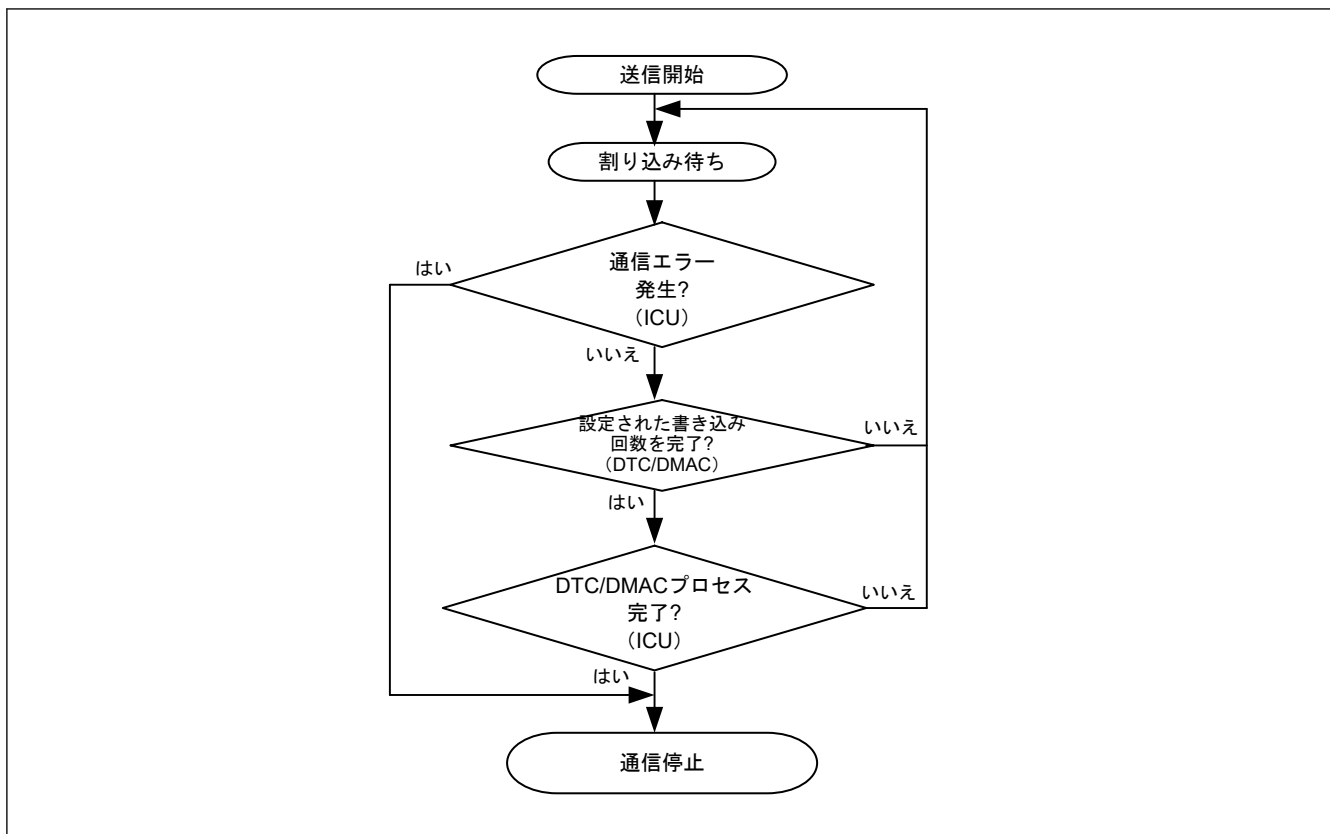 送信開始
割り込み待ち
はい
通信エラー
発生?
（ICU）
いいえ
設定された書き込み
回数を完了?
（DTC/DMAC）
いいえ
はい
DTC/DMACプロセス
完了?
（ICU）
いいえ
はい
通信停止